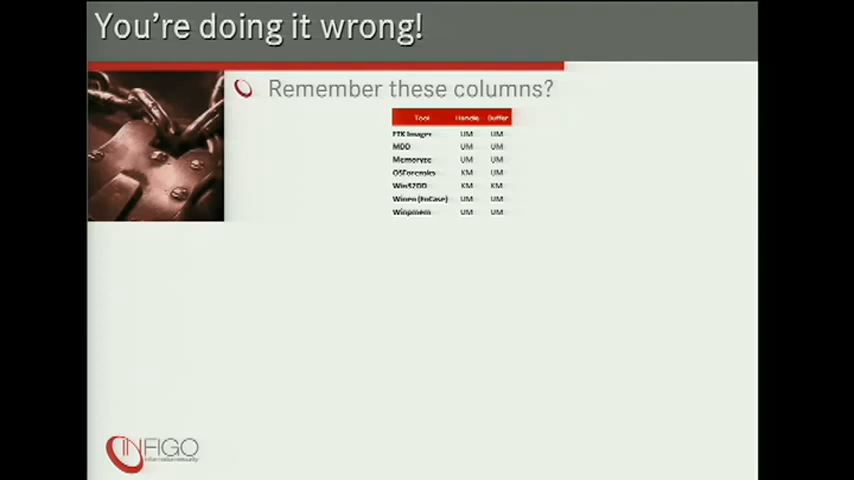 You're doing it wrong!
Remember these columns?
Tool Handle Buffer
FTK Imager UM UM
MDD UM UM
Memoryze UM UM
OSForensics KM UM
Win32DD KM KM
Winen (EnCase) UM UM
Winpmem UM UM
INFIGO